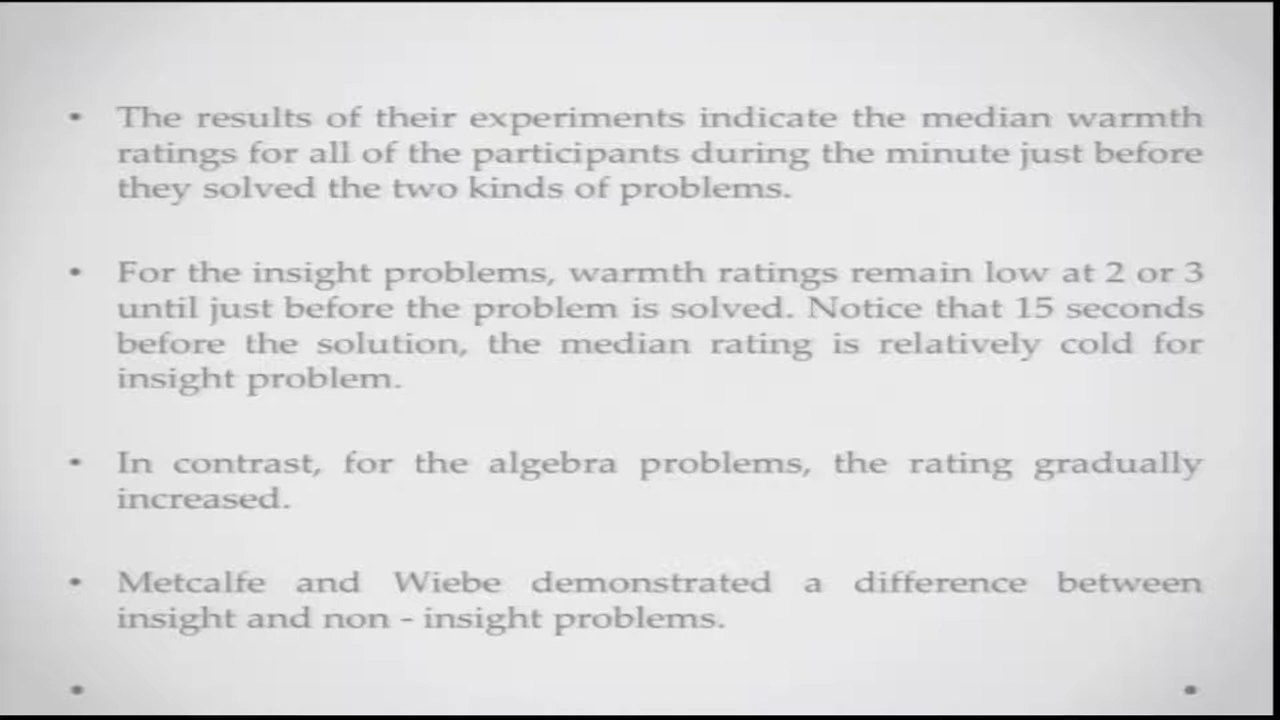 • The results of their experiments indicate the median warmth
ratings for all of the participants during the minute just before
they solved the two kinds of problems.
• For the insight problems, warmth ratings remain low at 2 or 3
until just before the problem is solved. Notice that 15 seconds
before the solution, the median rating is relatively cold for
insight problem.
• In contrast, for the algebra problems, the rating gradually
increased.
• Metcalfe and Wiebe demonstrated a difference between
insight and non - insight problems.